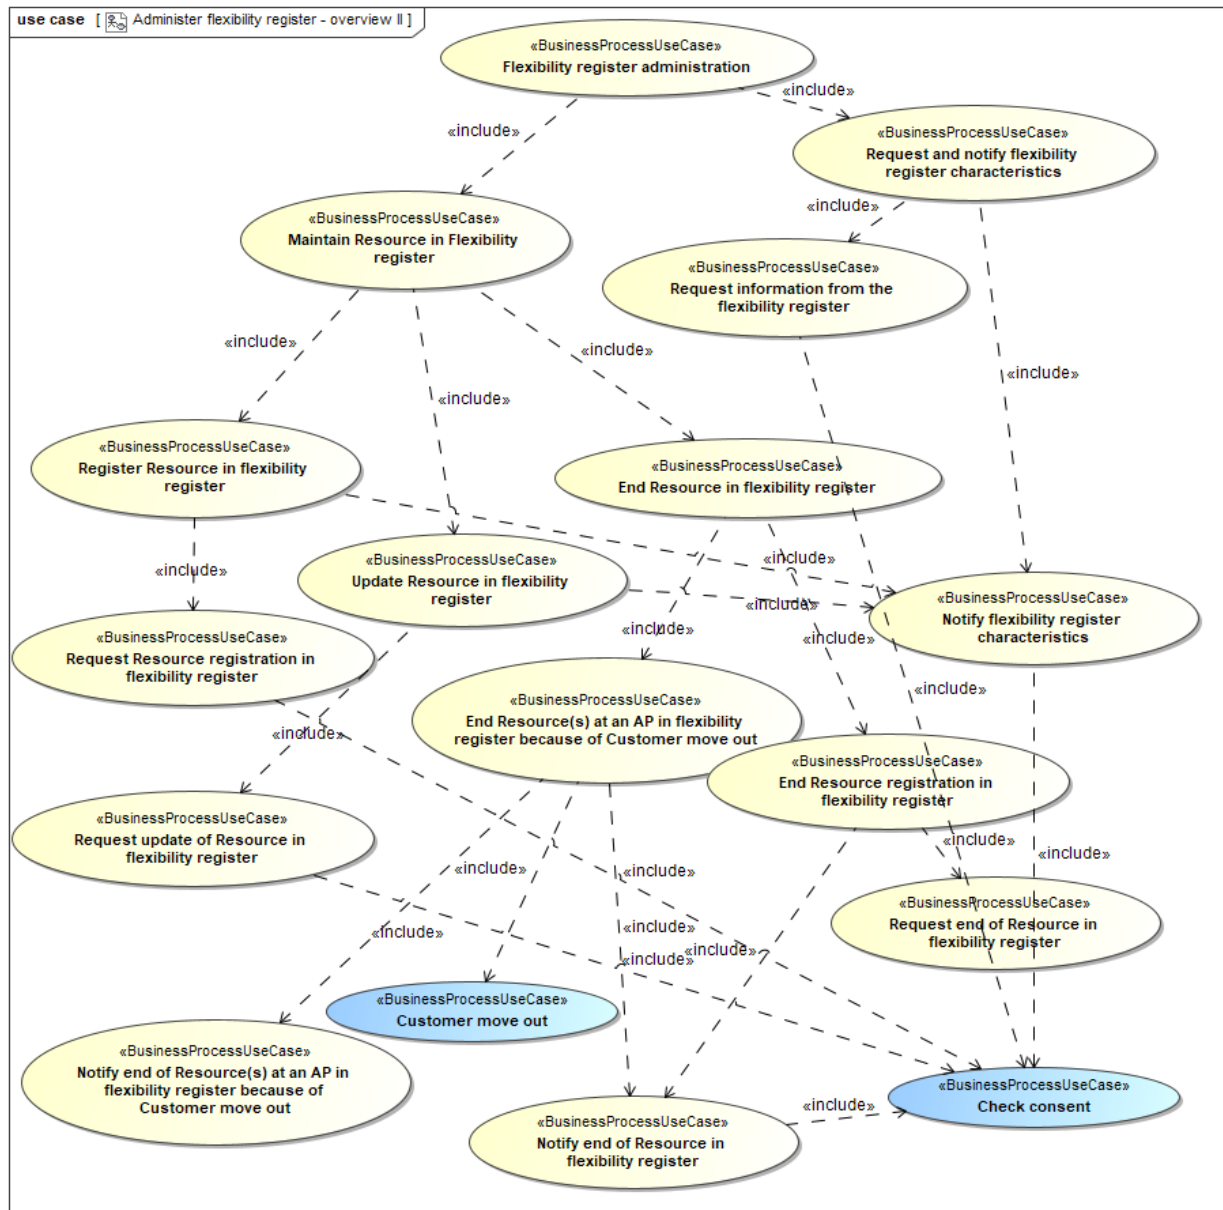 use case [ Administer flexibility register - overview II ]
«BusinessProcessUseCase»
Flexibility register administration
«include»
«include»
«BusinessProcessUseCase»
Request and notify flexibility
register characteristics
«include»
«BusinessProcessUseCase»
Maintain Resource in Flexibility
register
«BusinessProcessUseCase»
Request information from the
flexibility register
«include»
«include»
«include»
«include»
«BusinessProcessUseCase»
Register Resource in flexibility
register
«BusinessProcessUseCase»
End Resource in flexibility register
«BusinessProcessUseCase»
Update Resource in flexibility
register
«include»
«include»
«include»
«BusinessProcessUseCase»
Notify flexibility register
characteristics
«include»
«include»
«BusinessProcessUseCase»
Request Resource registration in
flexibility register
«BusinessProcessUseCase»
End Resource(s) at an AP in flexibility
register because of Customer move out
«include»
«include»
«include»
«BusinessProcessUseCase»
End Resource registration in
flexibility register
«BusinessProcessUseCase»
Request update of Resource in
flexibility register
«include»
«include»
«include»
«include»
«BusinessProcessUseCase»
Request end of Resource in
flexibility register
«include»
«include»
«include»
«include»
«BusinessProcessUseCase»
Customer move out
«BusinessProcessUseCase»
Notify end of Resource(s) at an AP in
flexibility register because of
Customer move out
«BusinessProcessUseCase»
Check consent
«include»
«BusinessProcessUseCase»
Notify end of Resource in
flexibility register